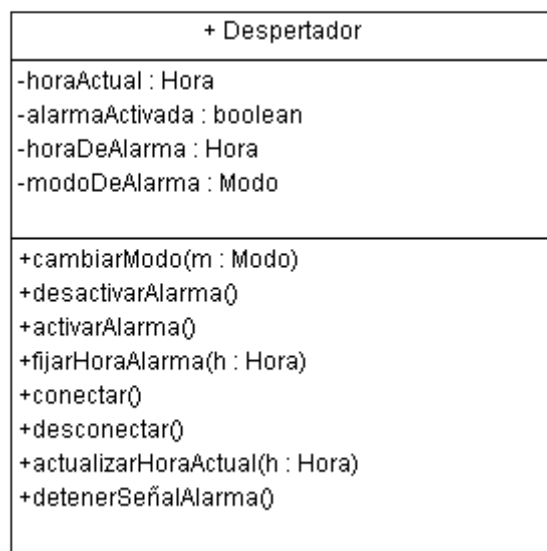 + Despertador
-horaActual : Hora
-alarmaActivada : boolean
-horaDeAlarma : Hora
-modoDeAlarma : Modo
+cambiarModo(m : Modo)
+desactivarAlarma()
+activarAlarma()
+fijarHoraAlarma(h : Hora)
+conectar()
+desconectar()
+actualizarHoraActual(h : Hora)
+detenerSeñalAlarma()